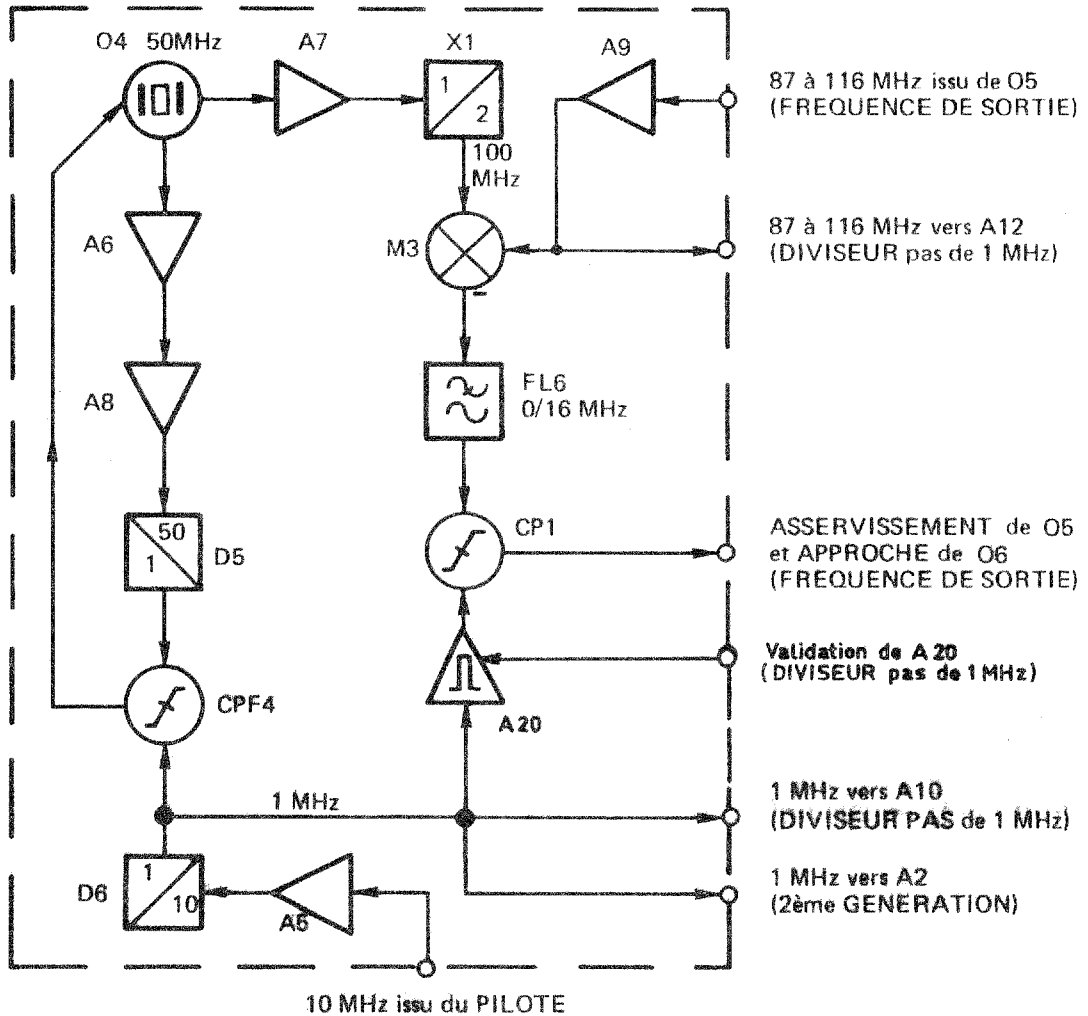 O4 50MHz
A7
X1
A9
1
2
87 à 116 MHz issu de O5
(FREQUENCE DE SORTIE)
100
MHz
A6
M3
-
87 à 116 MHz vers A12
(DIVISEUR pas de 1 MHz)
A8
FL6
0/16 MHz
50
1
D5
CP1
ASSERVISSEMENT de O5
et APPROCHE de O6
(FREQUENCE DE SORTIE)
Validation de A20
(DIVISEUR pas de 1MHz)
CPF4
A20
1 MHz
1 MHz vers A10
(DIVISEUR PAS de 1 MHz)
D6
1
10
A5
1 MHz vers A2
(2ème GENERATION)
10 MHz issu du PILOTE